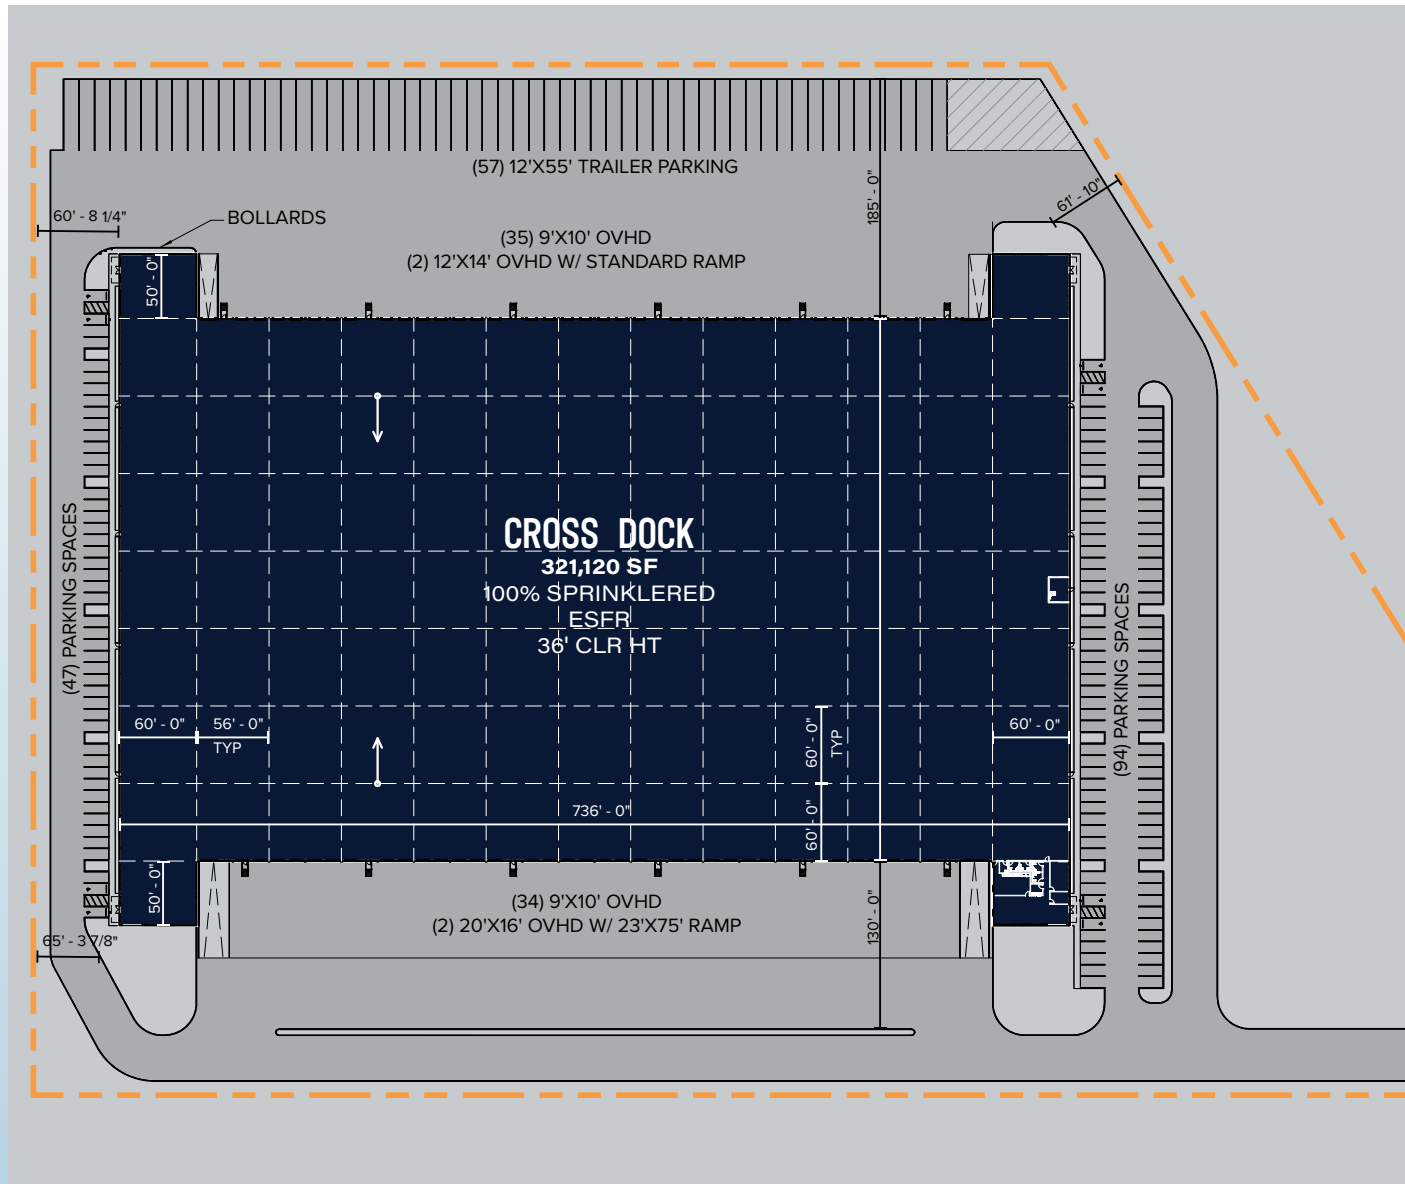 (57) 12'X55' TRAILER PARKING
185' - 0"
61' - 10"
60' - 8 1/4"
BOLLARDS
(35) 9'X10' OVHD
(2) 12'X14' OVHD W/ STANDARD RAMP
50' - 0"
CROSS DOCK
321,120 SF
100% SPRINKLERED
ESFR
36' CLR HT
(47) PARKING SPACES
(94) PARKING SPACES
60' - 0"
56' - 0"
TYP
60' - 0"
TYP
60' - 0"
736' - 0"
60' - 0"
50' - 0"
(34) 9'X10' OVHD
(2) 20'X16' OVHD W/ 23'X75' RAMP
130' - 0"
65' - 3 7/8"